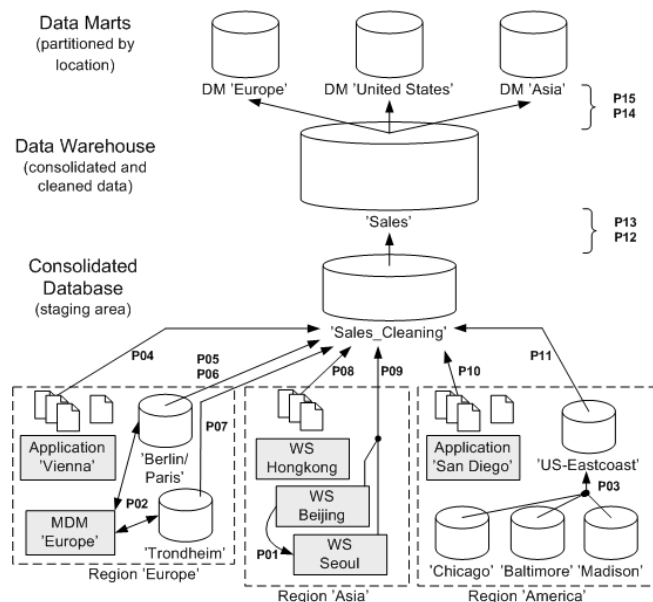 Data Marts
(partitioned by
location)
DM 'Europe'
DM 'United States'
DM 'Asia'
P15
P14
Data Warehouse
(consolidated and
cleaned data)
'Sales'
P13
P12
Consolidated
Database
(staging area)
'Sales_Cleaning'
P04
P05
P06
P08
P09
P10
P11
P07
Application
'Vienna'
'Berlin/
Paris'
P02
MDM
'Europe'
'Trondheim'
Region 'Europe'
WS
Hongkong
WS
Beijing
P01
WS
Seoul
Region 'Asia'
Application
'San Diego'
'US-Eastcoast'
P03
'Chicago'
'Baltimore'
'Madison'
Region 'America'